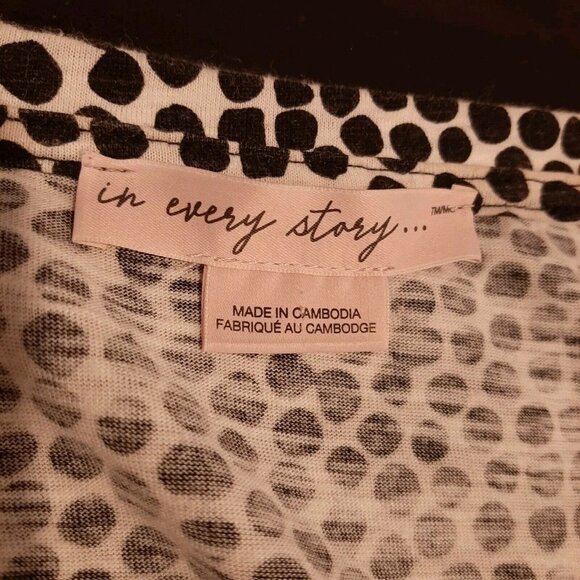 in every story... TM/MC
MADE IN CAMBODIA
FABRIQUÉ AU CAMBODGE